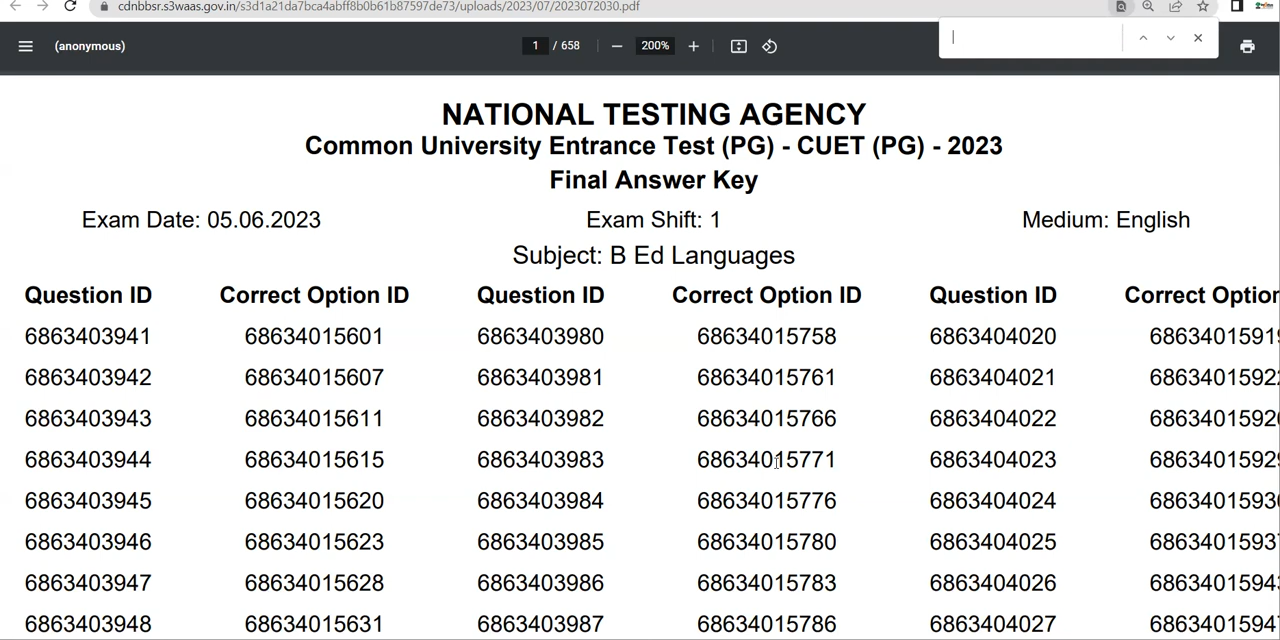 cdnbbsr.s3waas.gov.in/s3d1a21da7bca4abff8b0b61b87597de73/uploads/2023/07/2023072030.pdf
(anonymous) 1 / 658 200%
NATIONAL TESTING AGENCY
Common University Entrance Test (PG) - CUET (PG) - 2023
Final Answer Key
Exam Date: 05.06.2023 Exam Shift: 1 Medium: English
Subject: B Ed Languages
Question ID Correct Option ID Question ID Correct Option ID Question ID Correct Option
6863403941 68634015601 6863403980 68634015758 6863404020
6863403942 68634015607 6863403981 68634015761 6863404021
6863403943 68634015611 6863403982 68634015766 6863404022
6863403944 68634015615 6863403983 68634015771 6863404023
6863403945 68634015620 6863403984 68634015776 6863404024
6863403946 68634015623 6863403985 68634015780 6863404025
6863403947 68634015628 6863403986 68634015783 6863404026
6863403948 68634015631 6863403987 68634015786 6863404027